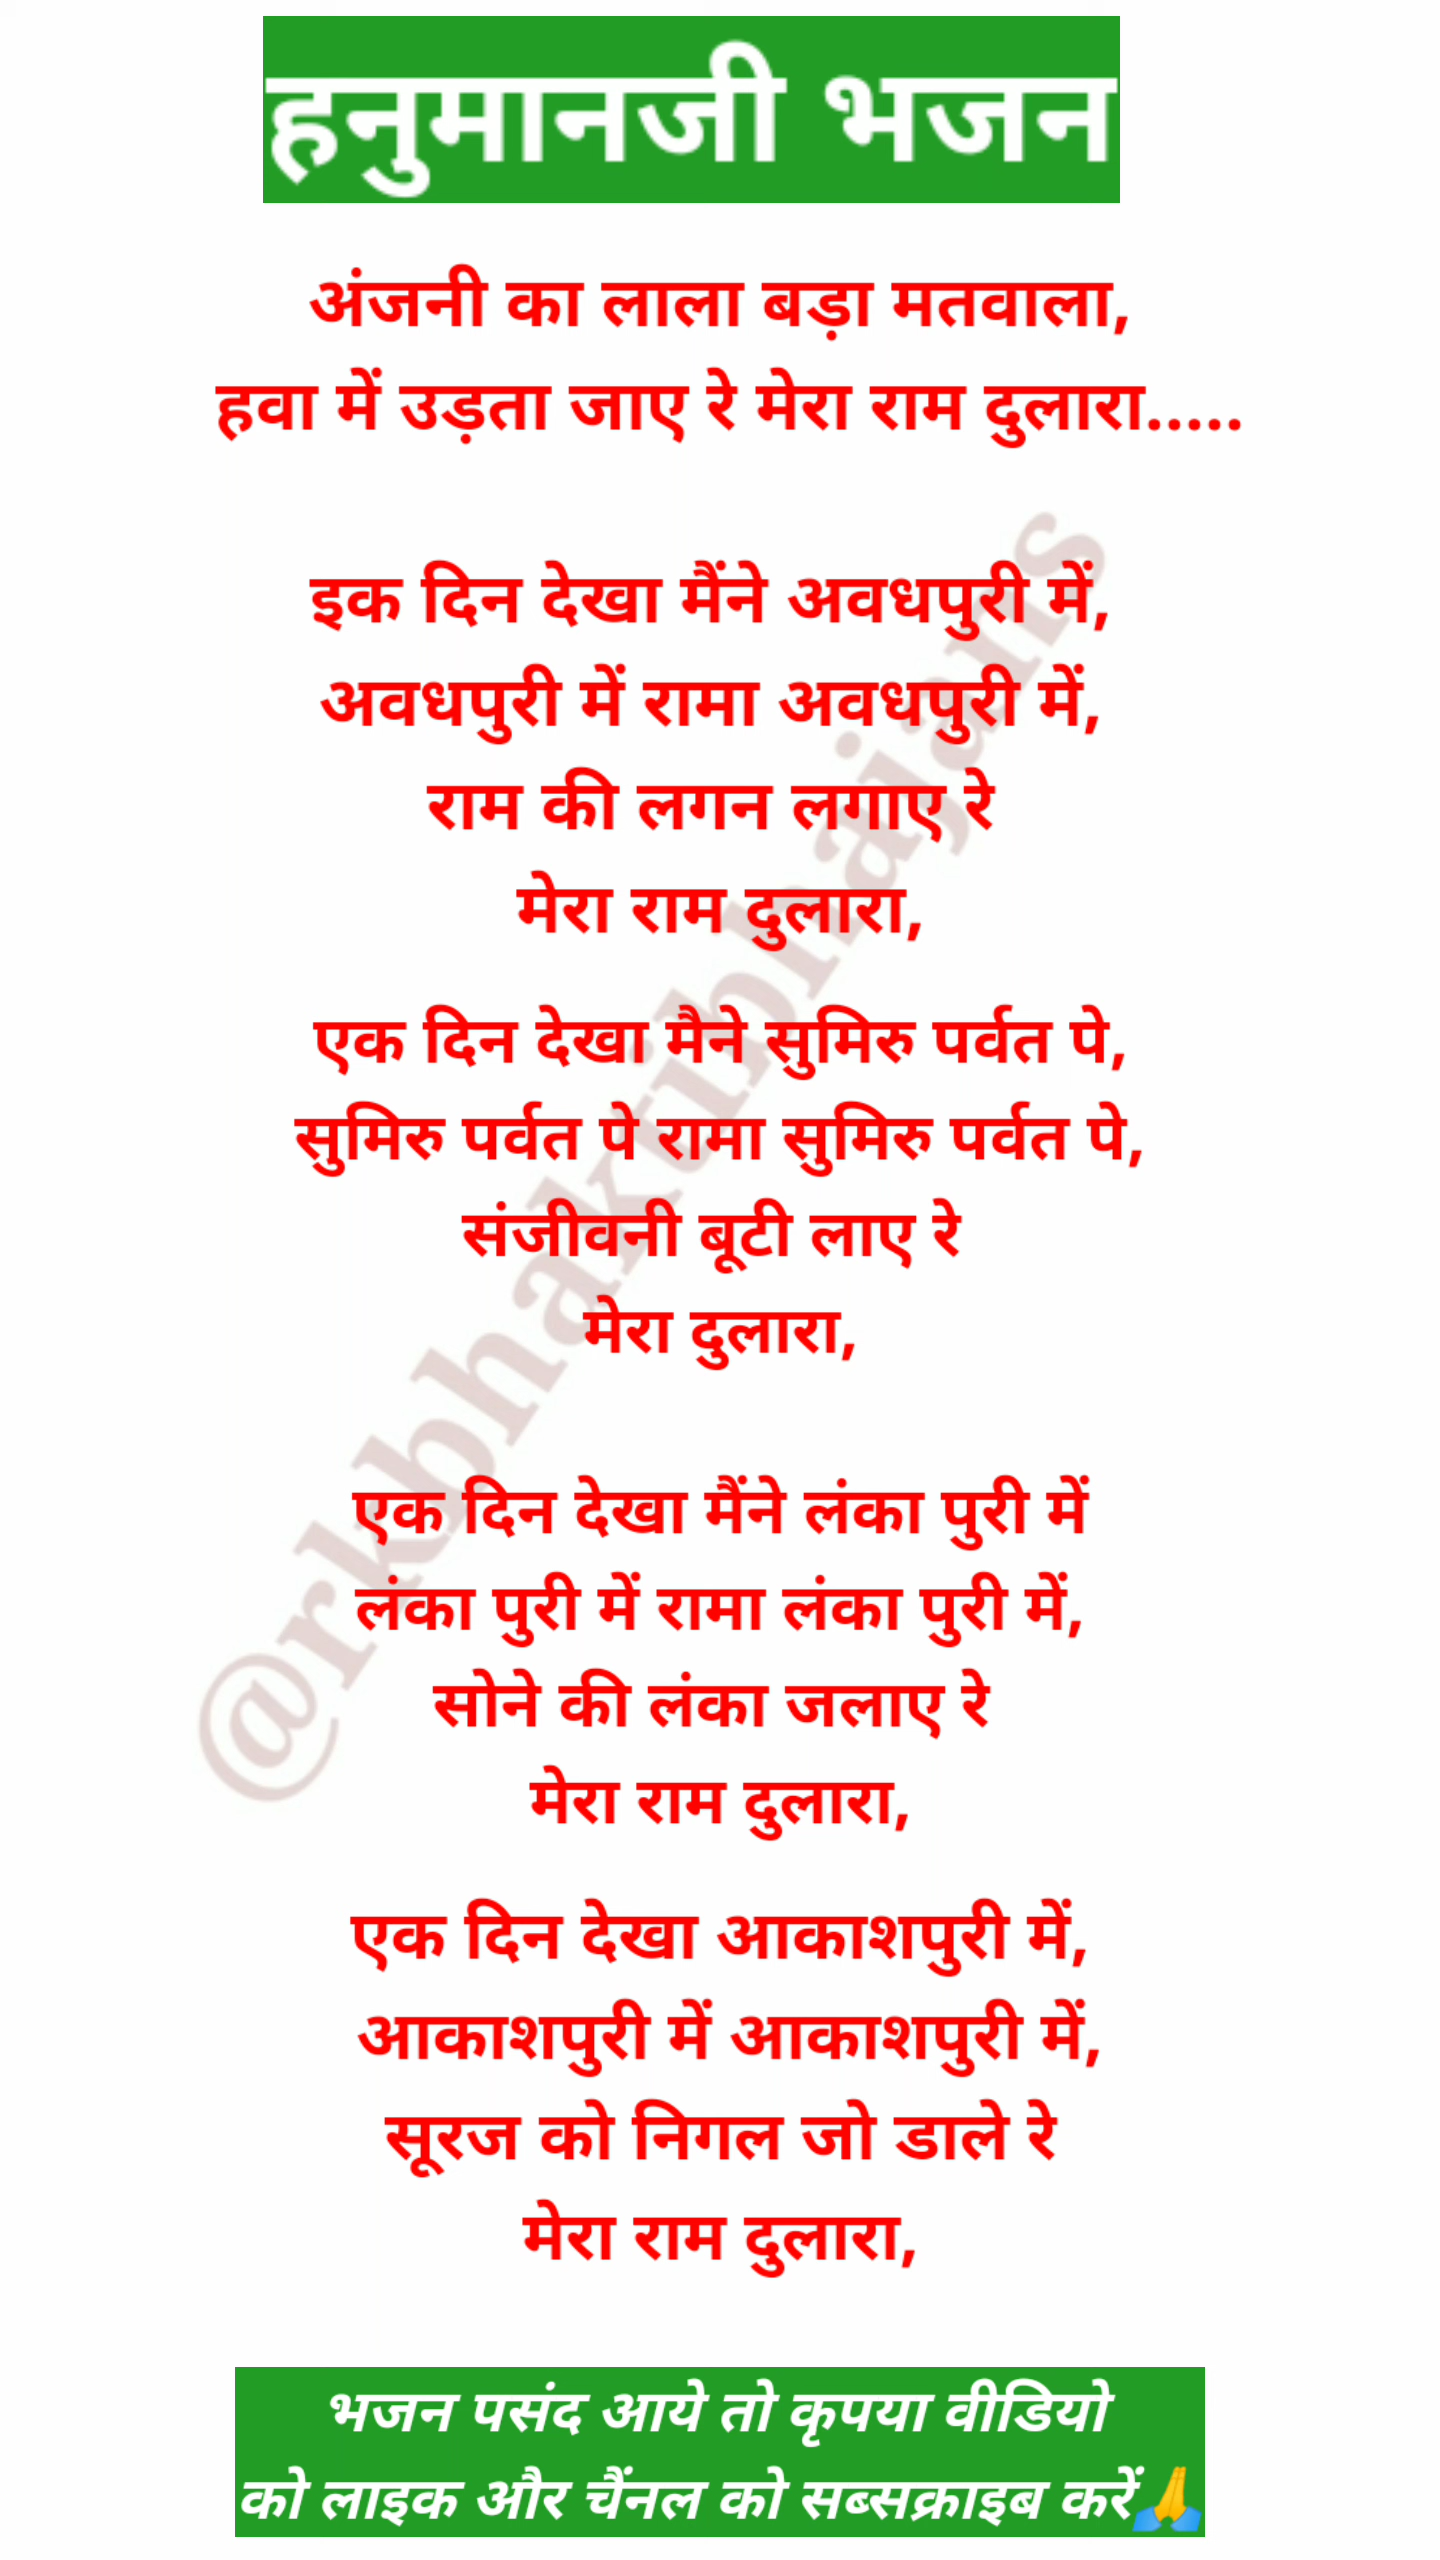 हनुमानजी भजन
अंजनी का लाला बड़ा मतवाला,
हवा में उड़ता जाए रे मेरा राम दुलारा.....
इक दिन देखा मैंने अवधपुरी में,
अवधपुरी में रामा अवधपुरी में,
राम की लगन लगाए रे
मेरा राम दुलारा,
एक दिन देखा मैने सुमिरु पर्वत पे,
सुमिरु पर्वत पे रामा सुमिरु पर्वत पे,
संजीवनी बूटी लाए रे
मेरा दुलारा,
एक दिन देखा मैंने लंका पुरी में
लंका पुरी में रामा लंका पुरी में,
सोने की लंका जलाए रे
मेरा राम दुलारा,
एक दिन देखा आकाशपुरी में,
आकाशपुरी में आकाशपुरी में,
सूरज को निगल जो डाले रे
मेरा राम दुलारा,
भजन पसंद आये तो कृपया वीडियो
को लाइक और चैंनल को सब्सक्राइब करें🙏
@rkbhaktibhajans